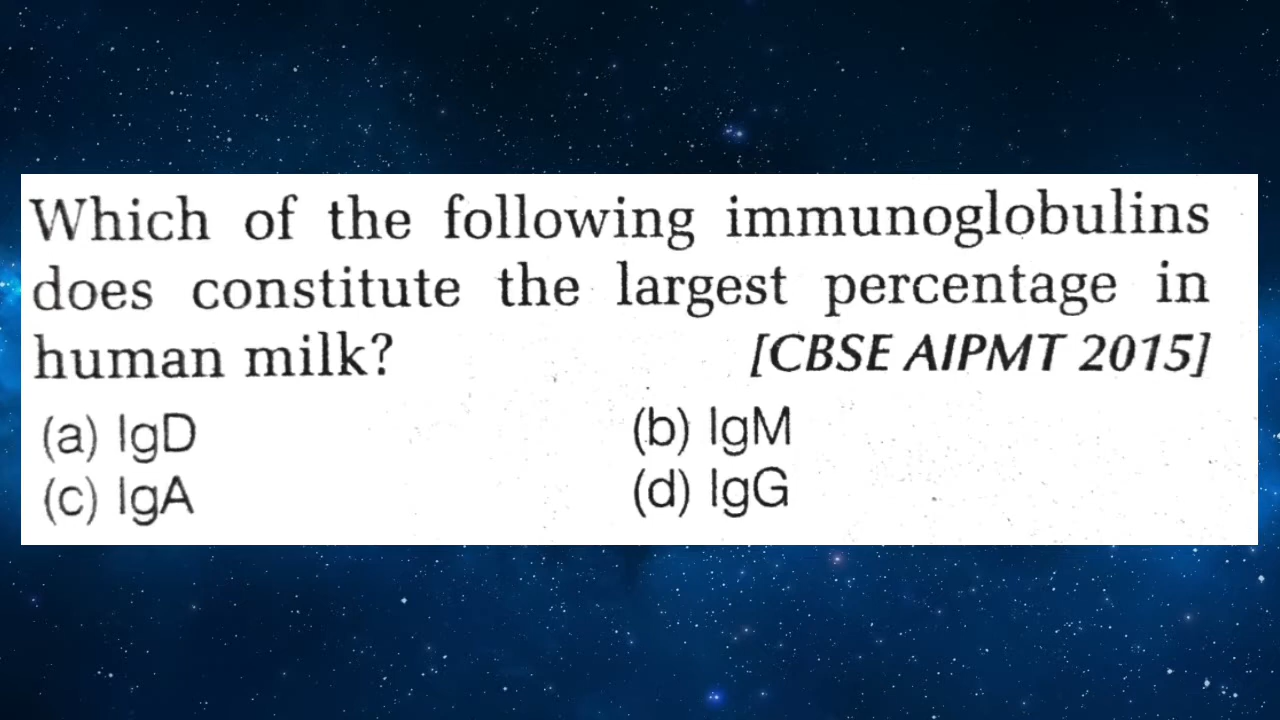 Which of the following immunoglobulins
does constitute the largest percentage in
human milk? [CBSE AIPMT 2015]
(a) IgD (b) IgM
(c) IgA (d) IgG